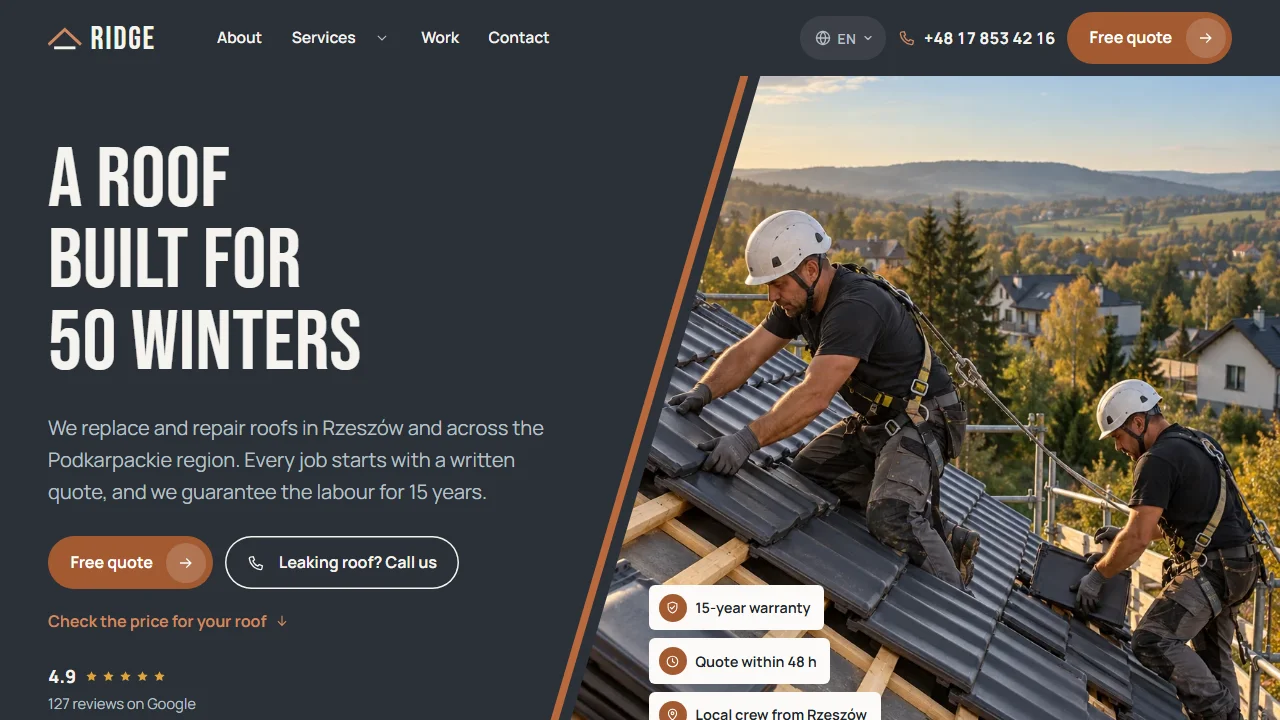 RIDGE
About
Services
Work
Contact
EN
+48 17 853 42 16
Free quote
A ROOF
BUILT FOR
50 WINTERS
We replace and repair roofs in Rzeszów and across the
Podkarpackie region. Every job starts with a written
quote, and we guarantee the labour for 15 years.
Free quote
Leaking roof? Call us
Check the price for your roof
4.9
127 reviews on Google
15-year warranty
Quote within 48 h
Local crew from Rzeszów